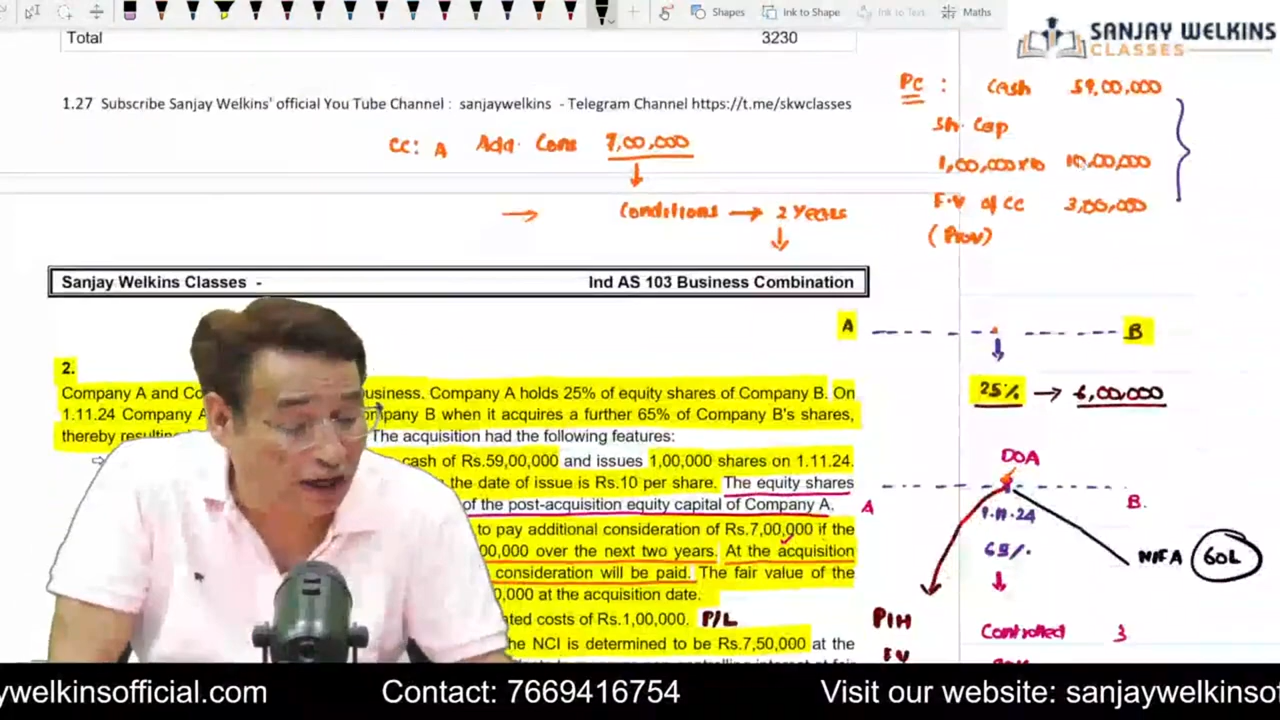 Shapes
Ink to Shape
Ink to Text
Maths
SANJAY WELKINS
CLASSES
Total 3230
1.27 Subscribe Sanjay Welkins' official You Tube Channel : sanjaywelkins - Telegram Channel https://t.me/skwclasses
PC : Cash 59,00,000
Sh. Cap
1,00,000x10 10,00,000
F.V of CC 3,00,000
(Prov)
CC: A Add. Cons 7,00,000
Conditions → 2 Years
Sanjay Welkins Classes - Ind AS 103 Business Combination
A B
25% → 6,00,000
2.
Company A and Co usiness. Company A holds 25% of equity shares of Company B. On
1.11.24 Company A mpany B when it acquires a further 65% of Company B's shares,
thereby resulting The acquisition had the following features:
cash of Rs.59,00,000 and issues 1,00,000 shares on 1.11.24.
the date of issue is Rs.10 per share. The equity shares
of the post-acquisition equity capital of Company A.
to pay additional consideration of Rs.7,00,000 if the
00,000 over the next two years. At the acquisition
consideration will be paid. The fair value of the
0,000 at the acquisition date.
ted costs of Rs.1,00,000. P/L
he NCI is determined to be Rs.7,50,000 at the
DOA
A B.
1.11.24
65%
NIFA 60L
PIH
FV
Controlled 3
ywelkinsofficial.com Contact: 7669416754 Visit our website: sanjaywelkinsof